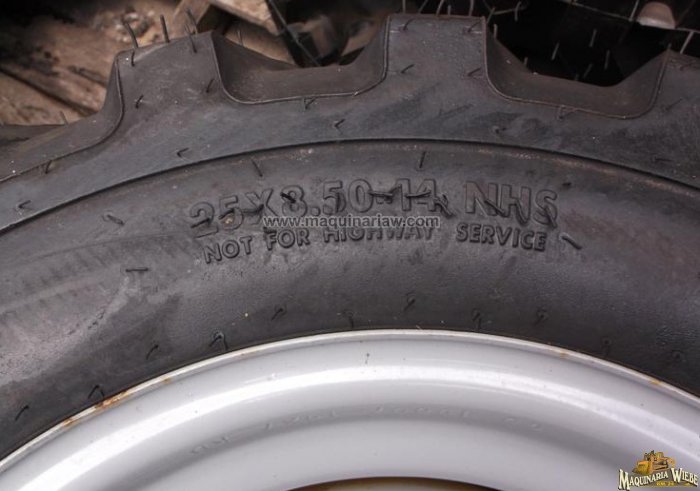 25X8.50-14 NHS
www.maquinariaw.com
NOT FOR HIGHWAY SERVICE
MAQUINARIA WIEBE